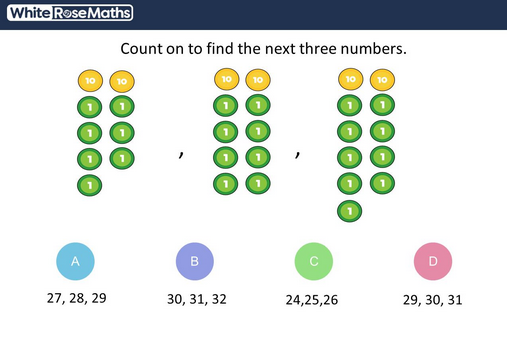 White Rose Maths
Count on to find the next three numbers.
10 10 10 10 10 10
1 1 1 1 1 1
1 1 1 1 1 1
1 1 , 1 1 , 1 1
1 1 1 1 1
1
A B C D
27, 28, 29 30, 31, 32 24,25,26 29, 30, 31